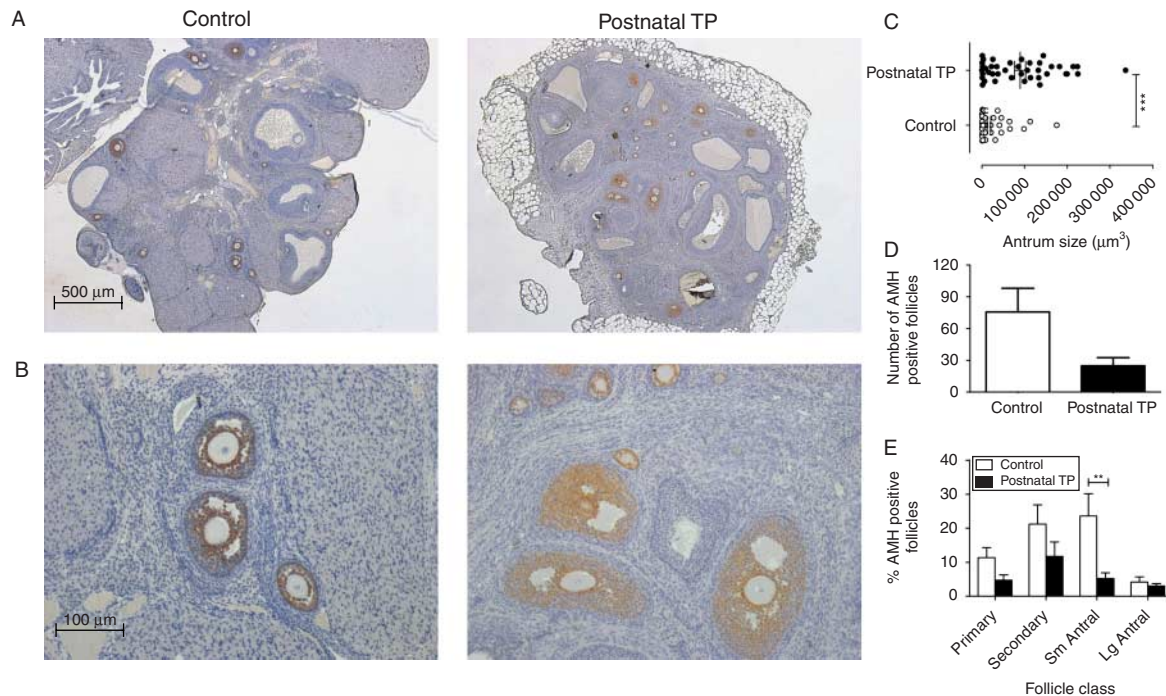 A
Control
Postnatal TP
500 µm
B
100 µm
C
Postnatal TP
Control
***
0
100 000
200 000
300 000
400 000
Antrum size (µm³)
D
Number of AMH
positive follicles
120
90
60
30
0
Control
Postnatal TP
E
% AMH positive
follicles
40
30
20
10
0
Control
Postnatal TP
**
Primary
Secondary
Sm Antral
Lg Antral
Follicle class